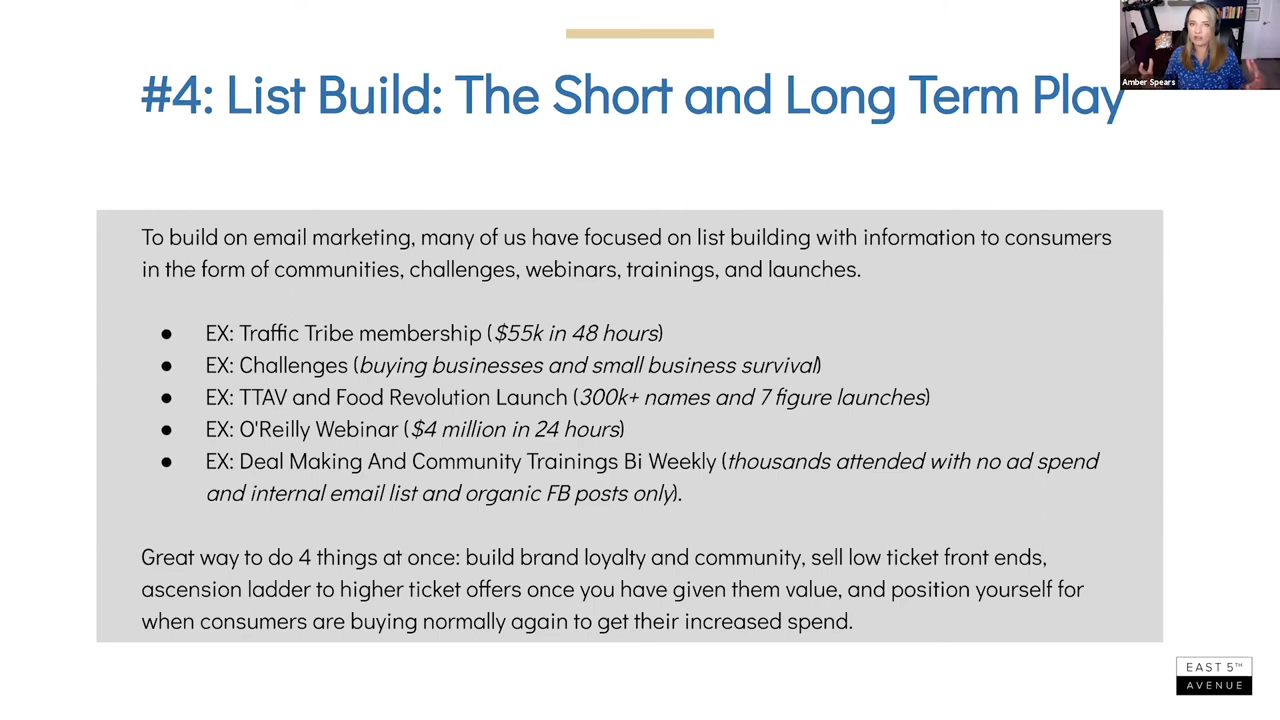 Amber Spears
#4: List Build: The Short and Long Term Play
To build on email marketing, many of us have focused on list building with information to consumers
in the form of communities, challenges, webinars, trainings, and launches.
● EX: Traffic Tribe membership ($55k in 48 hours)
● EX: Challenges (buying businesses and small business survival)
● EX: TTAV and Food Revolution Launch (300k+ names and 7 figure launches)
● EX: O'Reilly Webinar ($4 million in 24 hours)
● EX: Deal Making And Community Trainings Bi Weekly (thousands attended with no ad spend
and internal email list and organic FB posts only).
Great way to do 4 things at once: build brand loyalty and community, sell low ticket front ends,
ascension ladder to higher ticket offers once you have given them value, and position yourself for
when consumers are buying normally again to get their increased spend.
EAST 5TH
AVENUE